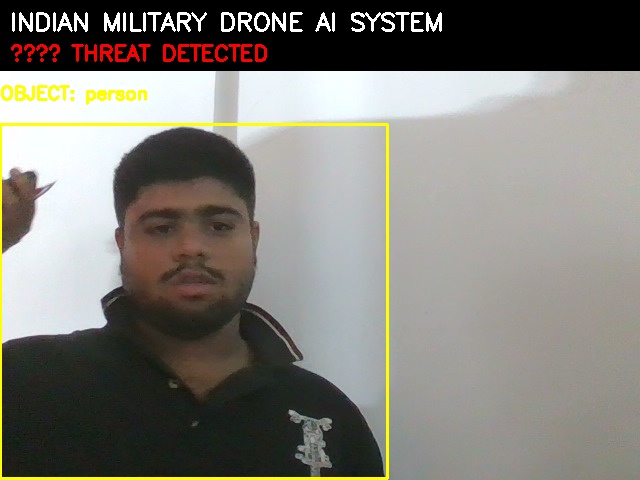 INDIAN MILITARY DRONE AI SYSTEM
???? THREAT DETECTED
OBJECT: person